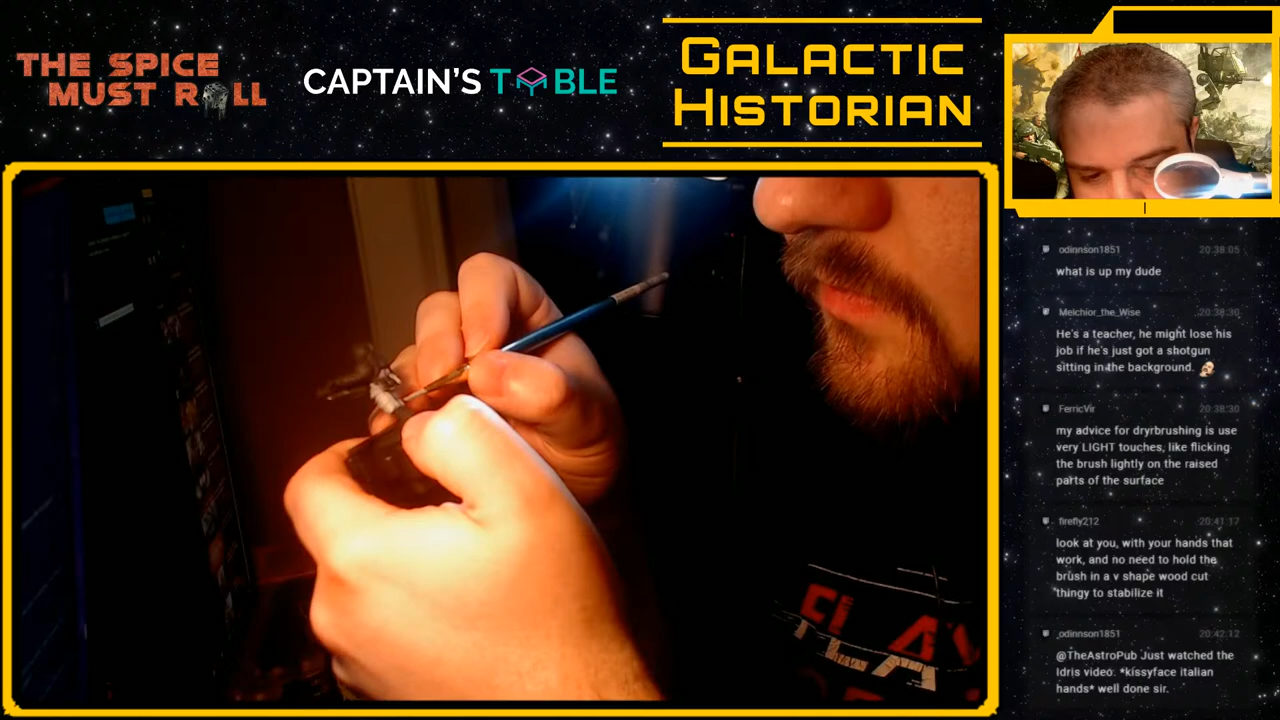 THE SPICE
MUST ROLL
CAPTAIN'S TABLE
GALACTIC
HISTORIAN
odinnson1851 20:38:05
what is up my dude
Melchior_the_Wise 20:38:30
He's a teacher, he might lose his
job if he's just got a shotgun
sitting in the background.
FerricVir 20:38:30
my advice for dryrbrushing is use
very LIGHT touches, like flicking
the brush lightly on the raised
parts of the surface
firefly212 20:41:17
look at you, with your hands that
work, and no need to hold the
brush in a v shape wood cut
thingy to stabilize it
odinnson1851 20:42:12
@TheAstroPub Just watched the
Idris video. *kissyface italian
hands* well done sir.